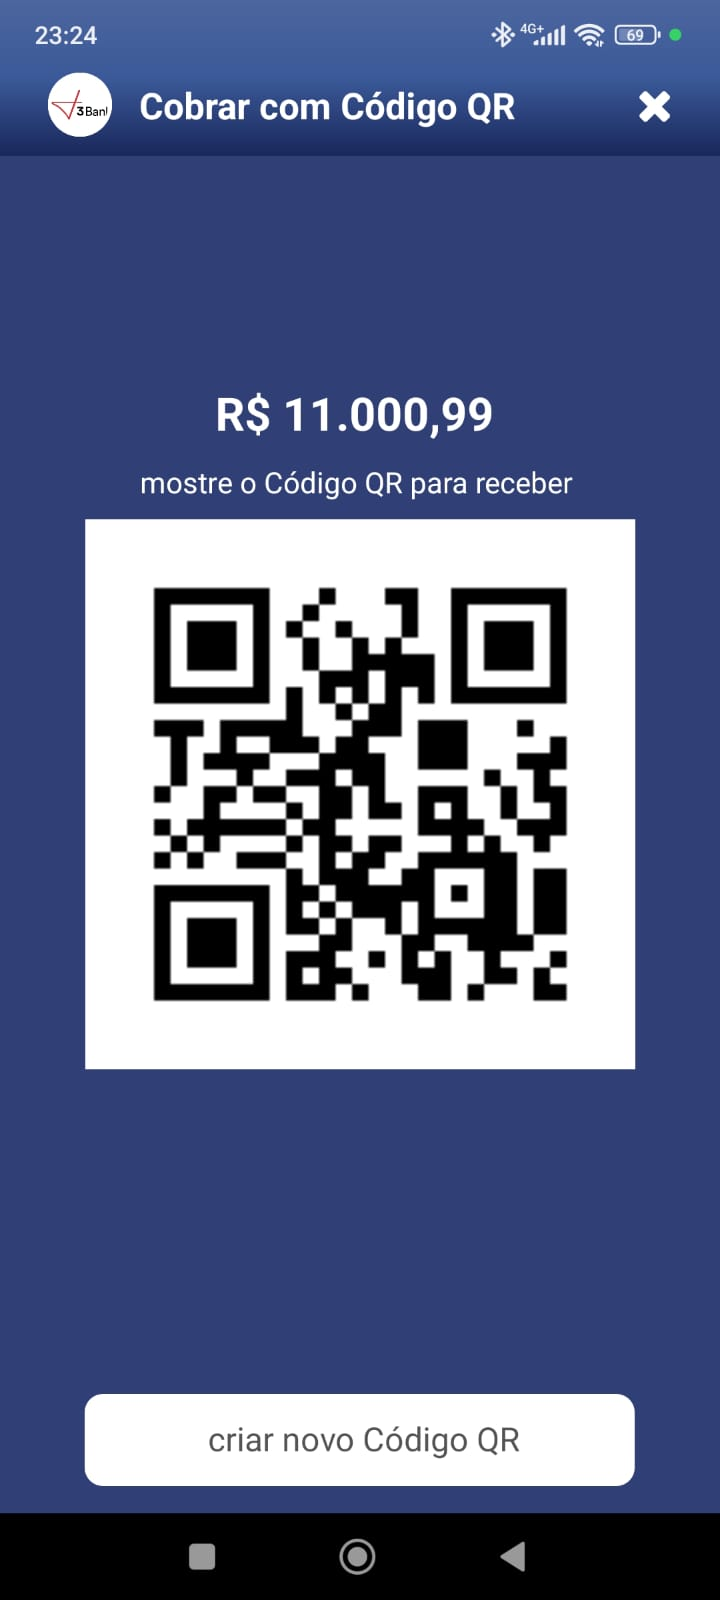 23:24
4G+
69
3Ban
Cobrar com Código QR
R$ 11.000,99
mostre o Código QR para receber
criar novo Código QR